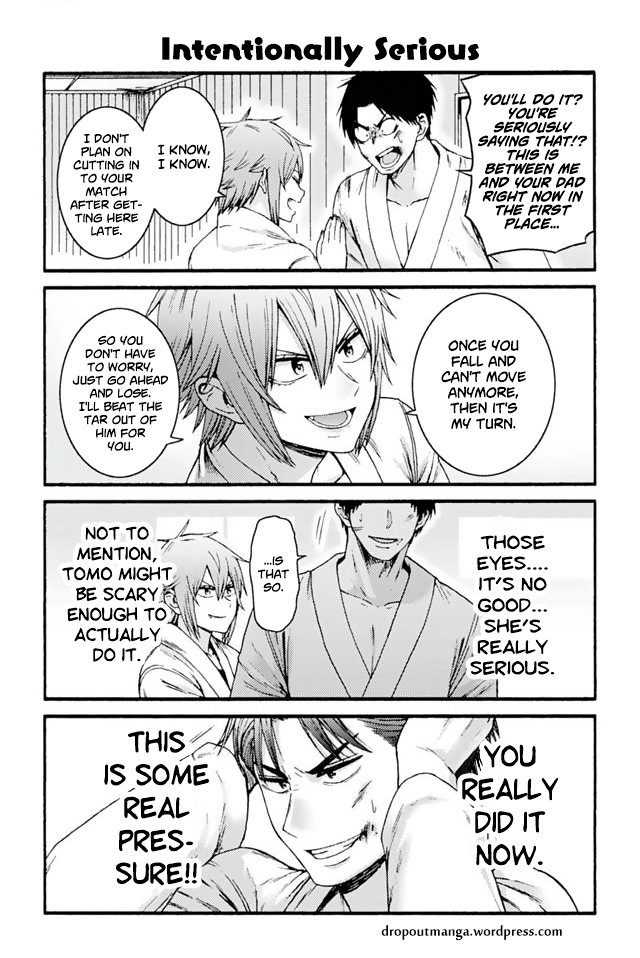 Intentionally Serious
YOU'LL DO IT?
YOU'RE
SERIOUSLY
SAYING THAT!?
THIS IS
BETWEEN ME
AND YOUR DAD
RIGHT NOW IN
THE FIRST
PLACE...
I KNOW,
I KNOW.
I DON'T
PLAN ON
CUTTING IN
TO YOUR
MATCH
AFTER GET-
TING HERE
LATE.
ONCE YOU
FALL AND
CAN'T MOVE
ANYMORE,
THEN IT'S
MY TURN.
SO YOU
DON'T HAVE
TO WORRY,
JUST GO AHEAD
AND LOSE.
I'LL BEAT THE
TAR OUT OF
HIM FOR
YOU.
THOSE
EYES....
IT'S NO
GOOD...
SHE'S
REALLY
SERIOUS.
...IS
THAT
SO.
NOT TO
MENTION,
TOMO MIGHT
BE SCARY
ENOUGH TO
ACTUALLY
DO IT.
YOU
REALLY
DID IT
NOW.
THIS
IS SOME
REAL
PRES-
SURE!!
dropoutmanga.wordpress.com